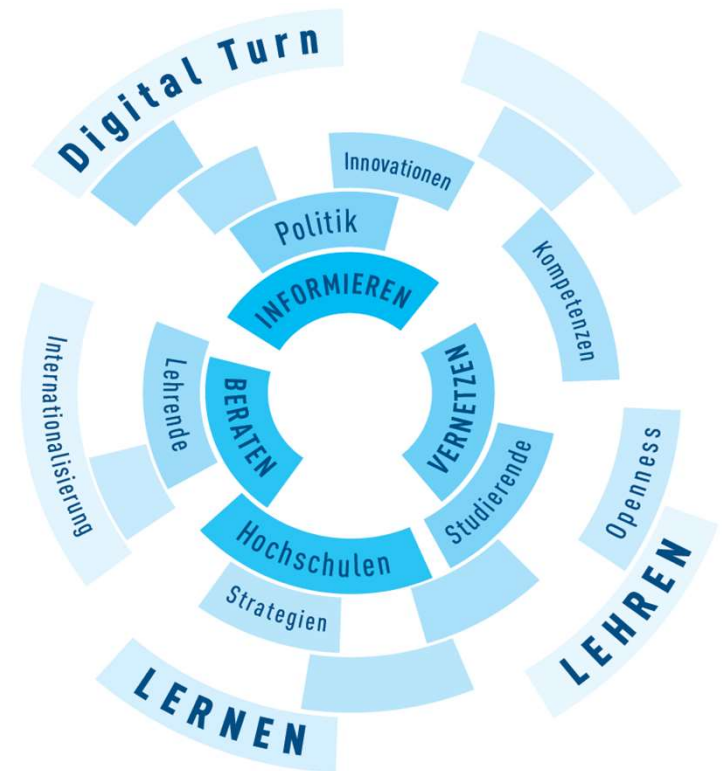 Digital Turn
Innovationen
Politik
INFORMIEREN
Kompetenzen
Internationalisierung
Lehrende
BERATEN
VERNETZEN
Studierende
Openness
Hochschulen
Strategien
LEHREN
LERNEN